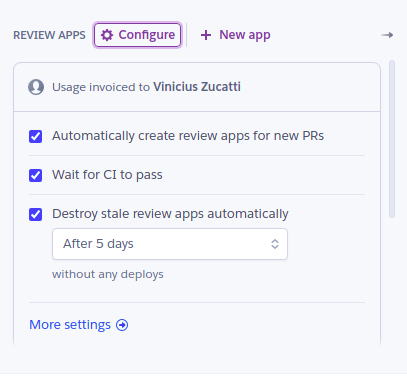 REVIEW APPS Configure + New app
Usage invoiced to Vinicius Zucatti
Automatically create review apps for new PRs
Wait for CI to pass
Destroy stale review apps automatically
After 5 days
without any deploys
More settings